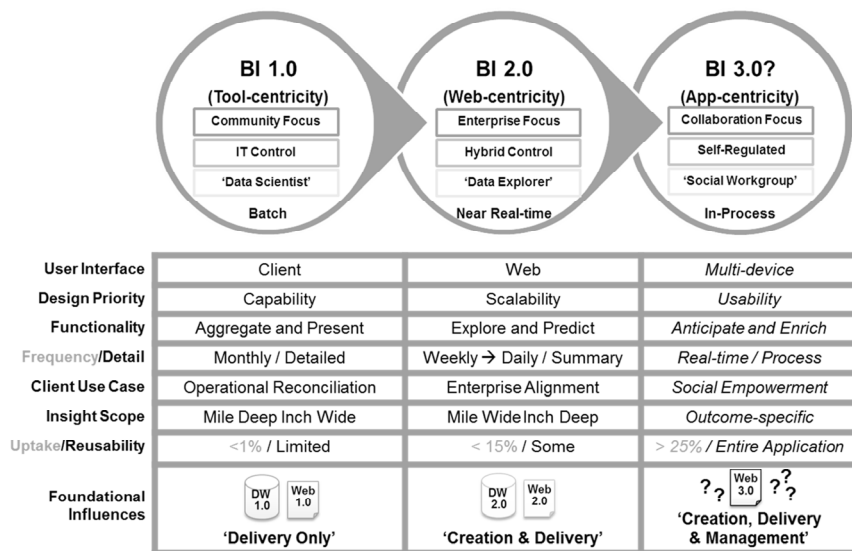 BI 1.0
(Tool-centricity)
Community Focus
IT Control
‘Data Scientist’
Batch
BI 2.0
(Web-centricity)
Enterprise Focus
Hybrid Control
‘Data Explorer’
Near Real-time
BI 3.0?
(App-centricity)
Collaboration Focus
Self-Regulated
‘Social Workgroup’
In-Process
User Interface Client Web Multi-device
Design Priority Capability Scalability Usability
Functionality Aggregate and Present Explore and Predict Anticipate and Enrich
Frequency/Detail Monthly / Detailed Weekly → Daily / Summary Real-time / Process
Client Use Case Operational Reconciliation Enterprise Alignment Social Empowerment
Insight Scope Mile Deep Inch Wide Mile Wide Inch Deep Outcome-specific
Uptake/Reusability <1% / Limited < 15% / Some > 25% / Entire Application
Foundational
Influences
DW
1.0
Web
1.0
‘Delivery Only’
DW
2.0
Web
2.0
‘Creation & Delivery’
? ?
Web
3.0
? ? ?
‘Creation, Delivery
& Management’